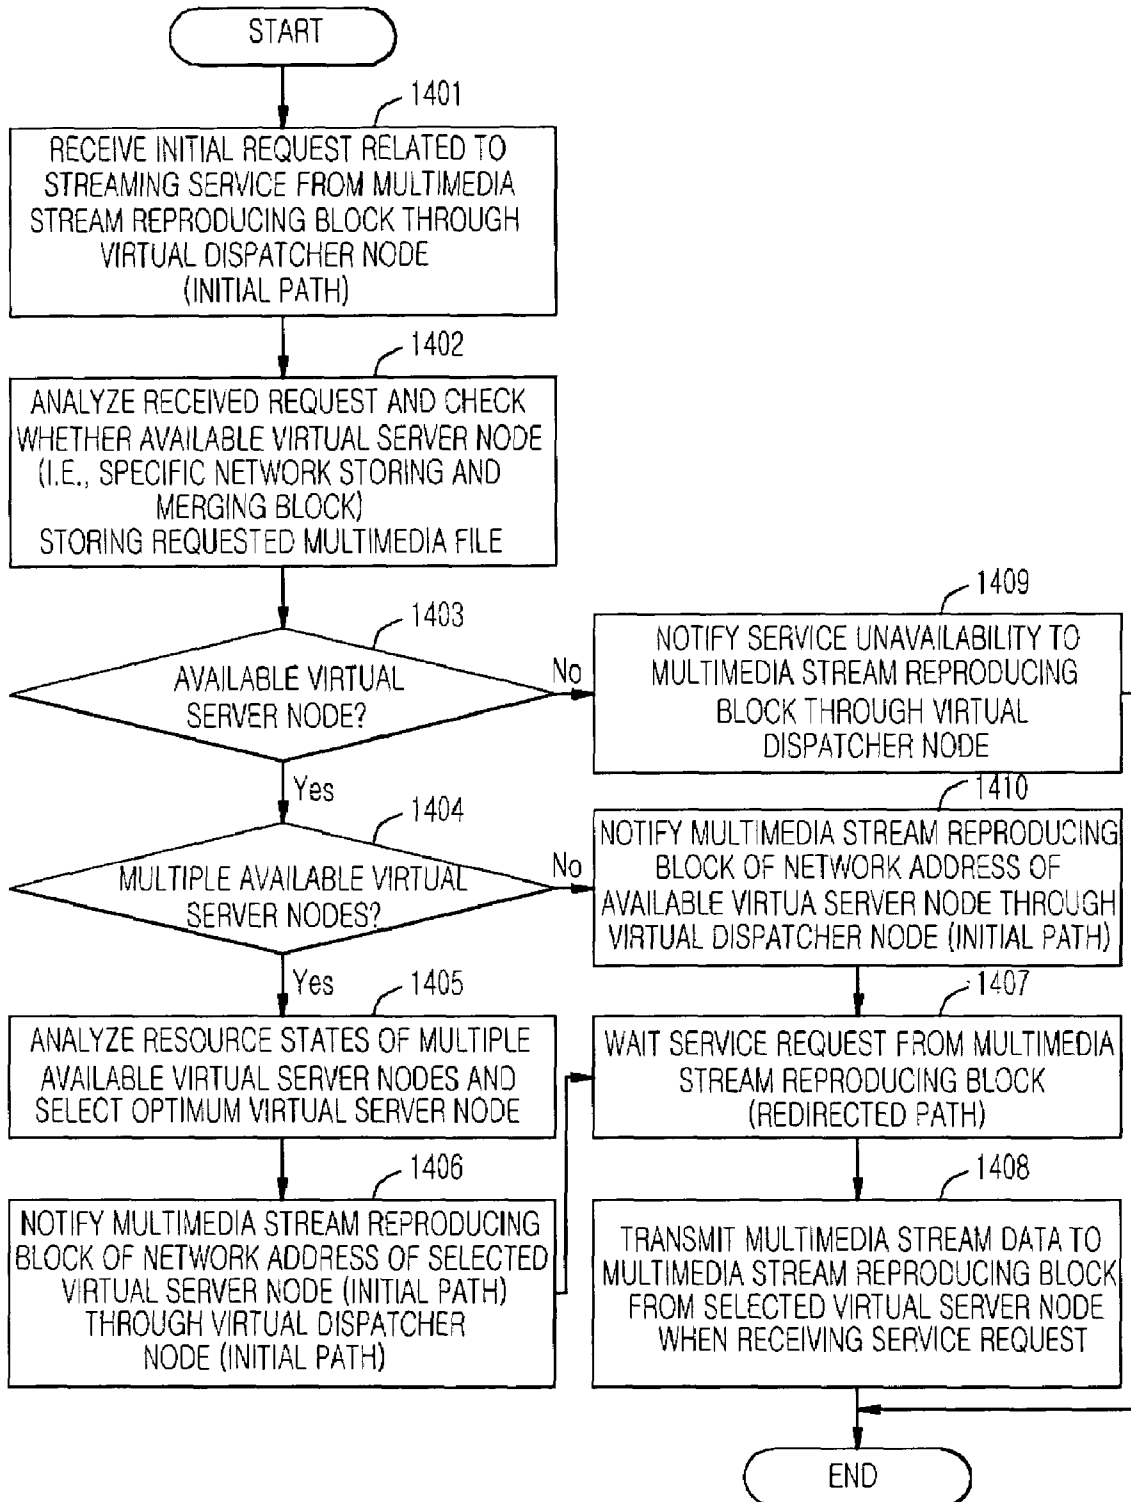 START
1401
RECEIVE INITIAL REQUEST RELATED TO
STREAMING SERVICE FROM MULTIMEDIA
STREAM REPRODUCING BLOCK THROUGH
VIRTUAL DISPATCHER NODE
(INITIAL PATH)
1402
ANALYZE RECEIVED REQUEST AND CHECK
WHETHER AVAILABLE VIRTUAL SERVER NODE
(I.E., SPECIFIC NETWORK STORING AND
MERGING BLOCK)
STORING REQUESTED MULTIMEDIA FILE
1403
AVAILABLE VIRTUAL
SERVER NODE?
No
Yes
1409
NOTIFY SERVICE UNAVAILABILITY TO
MULTIMEDIA STREAM REPRODUCING
BLOCK THROUGH VIRTUAL
DISPATCHER NODE
1404
MULTIPLE AVAILABLE VIRTUAL
SERVER NODES?
No
Yes
1410
NOTIFY MULTIMEDIA STREAM REPRODUCING
BLOCK OF NETWORK ADDRESS OF
AVAILABLE VIRTUA SERVER NODE THROUGH
VIRTUAL DISPATCHER NODE (INITIAL PATH)
1405
ANALYZE RESOURCE STATES OF MULTIPLE
AVAILABLE VIRTUAL SERVER NODES AND
SELECT OPTIMUM VIRTUAL SERVER NODE
1406
NOTIFY MULTIMEDIA STREAM REPRODUCING
BLOCK OF NETWORK ADDRESS OF SELECTED
VIRTUAL SERVER NODE (INITIAL PATH)
THROUGH VIRTUAL DISPATCHER
NODE (INITIAL PATH)
1407
WAIT SERVICE REQUEST FROM MULTIMEDIA
STREAM REPRODUCING BLOCK
(REDIRECTED PATH)
1408
TRANSMIT MULTIMEDIA STREAM DATA TO
MULTIMEDIA STREAM REPRODUCING BLOCK
FROM SELECTED VIRTUAL SERVER NODE
WHEN RECEIVING SERVICE REQUEST
END